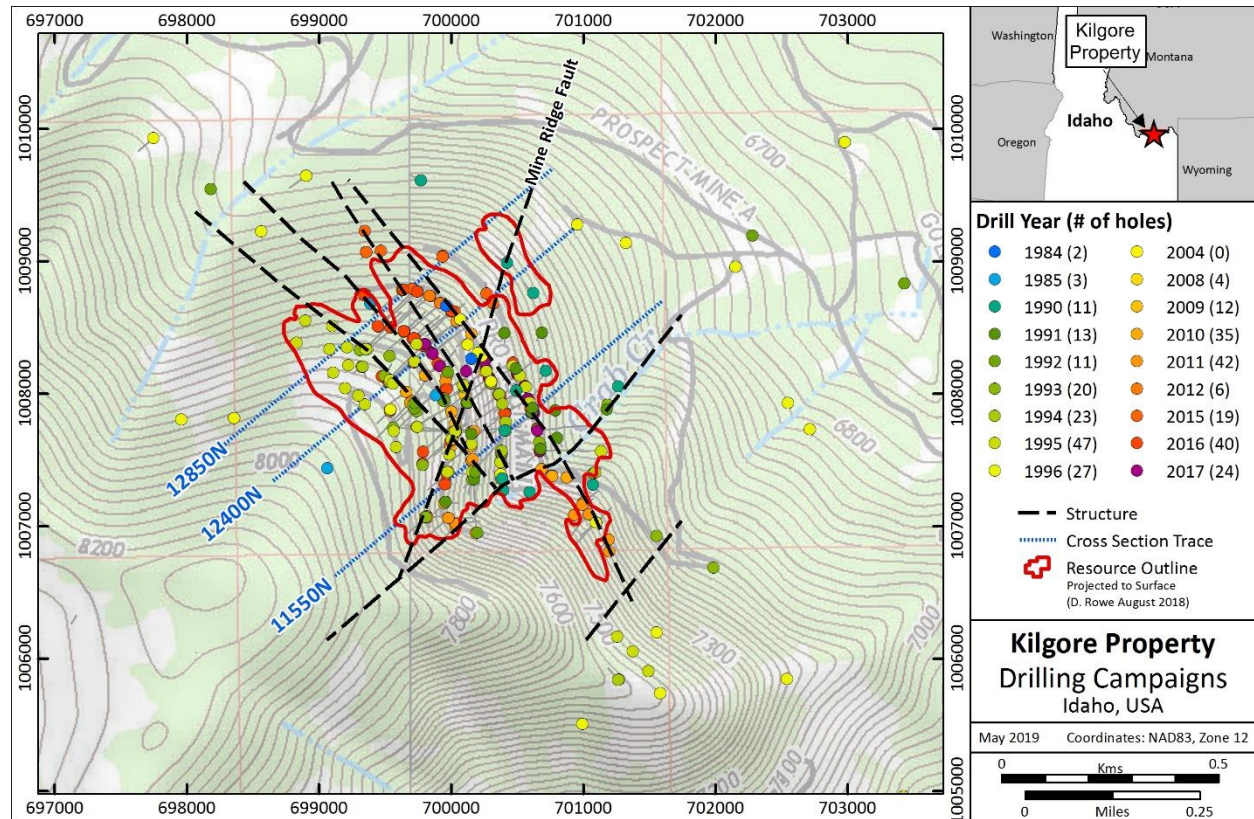 697000 698000 699000 700000 701000 702000 703000
1010000
1009000
1008000
1007000
1006000
1010000
1009000
1008000
1007000
1006000
1005000
Mine Ridge Fault
PROSPECT-MINE A
6700
6800
8000
8200
7800
7600
7300
7000
12850N
12400N
11550N
Kilgore
Property
Washington
Montana
Idaho
Oregon
Wyoming
Drill Year (# of holes)
1984 (2)
1985 (3)
1990 (11)
1991 (13)
1992 (11)
1993 (20)
1994 (23)
1995 (47)
1996 (27)
2004 (0)
2008 (4)
2009 (12)
2010 (35)
2011 (42)
2012 (6)
2015 (19)
2016 (40)
2017 (24)
Structure
Cross Section Trace
Resource Outline
Projected to Surface
(D. Rowe August 2018)
Kilgore Property
Drilling Campaigns
Idaho, USA
May 2019 Coordinates: NAD83, Zone 12
0 Kms 0.5
0 Miles 0.25